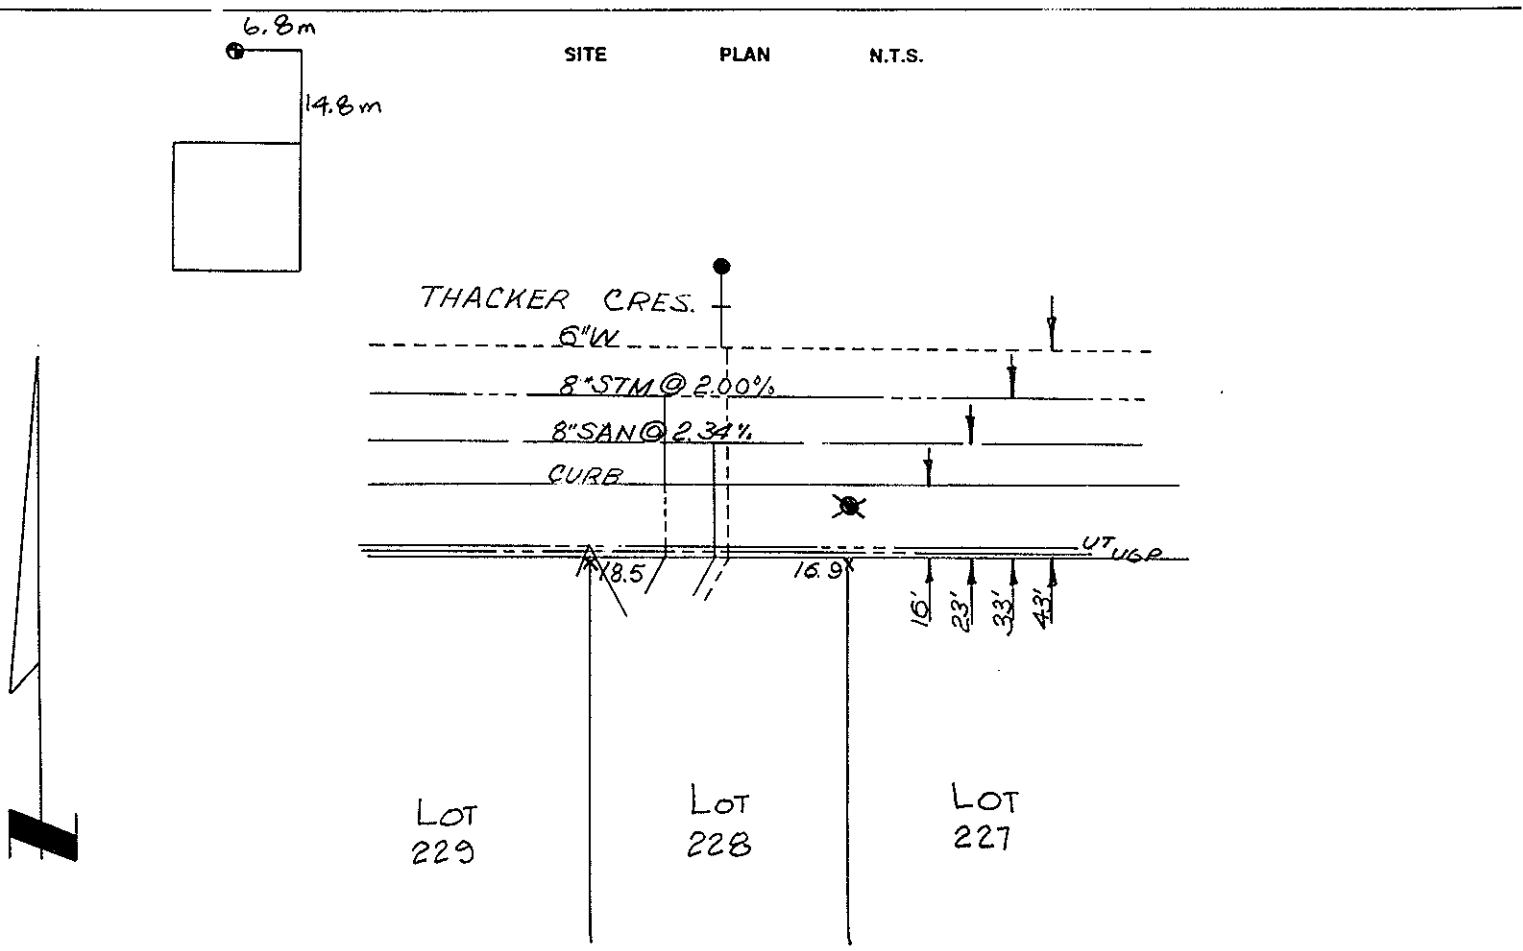 6.8m
SITE PLAN N.T.S.
14.8m
THACKER CRES.
6"W
8"STM @ 2.00%
8"SAN @ 2.34%
CURB
UT
UGP
18.5
16.9
16'
23'
33'
43'
LOT
229
LOT
228
LOT
227